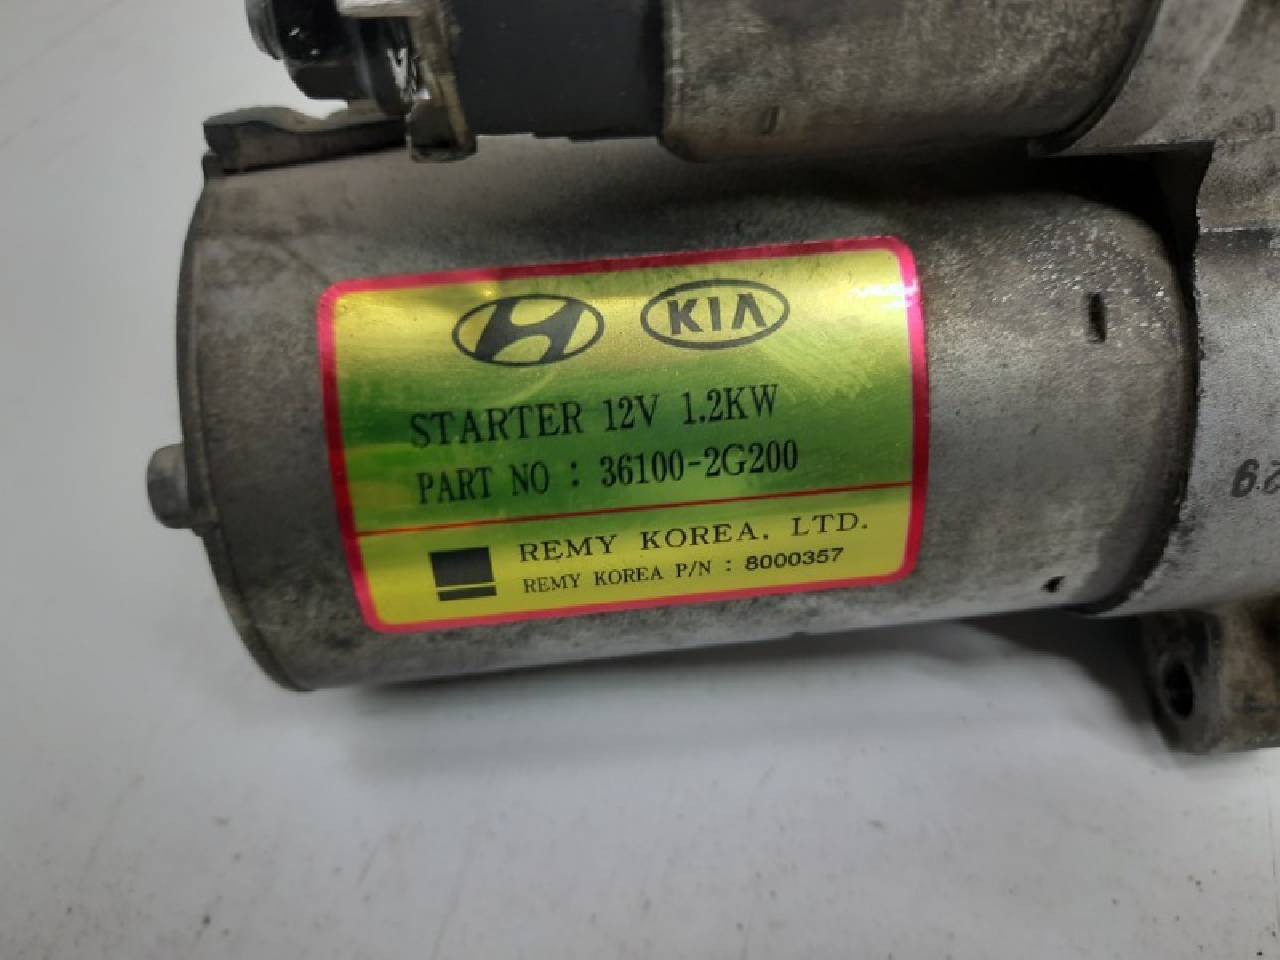 KIA
STARTER 12V 1.2KW
PART NO : 36100-2G200
REMY KOREA. LTD.
REMY KOREA P/N : 8000357